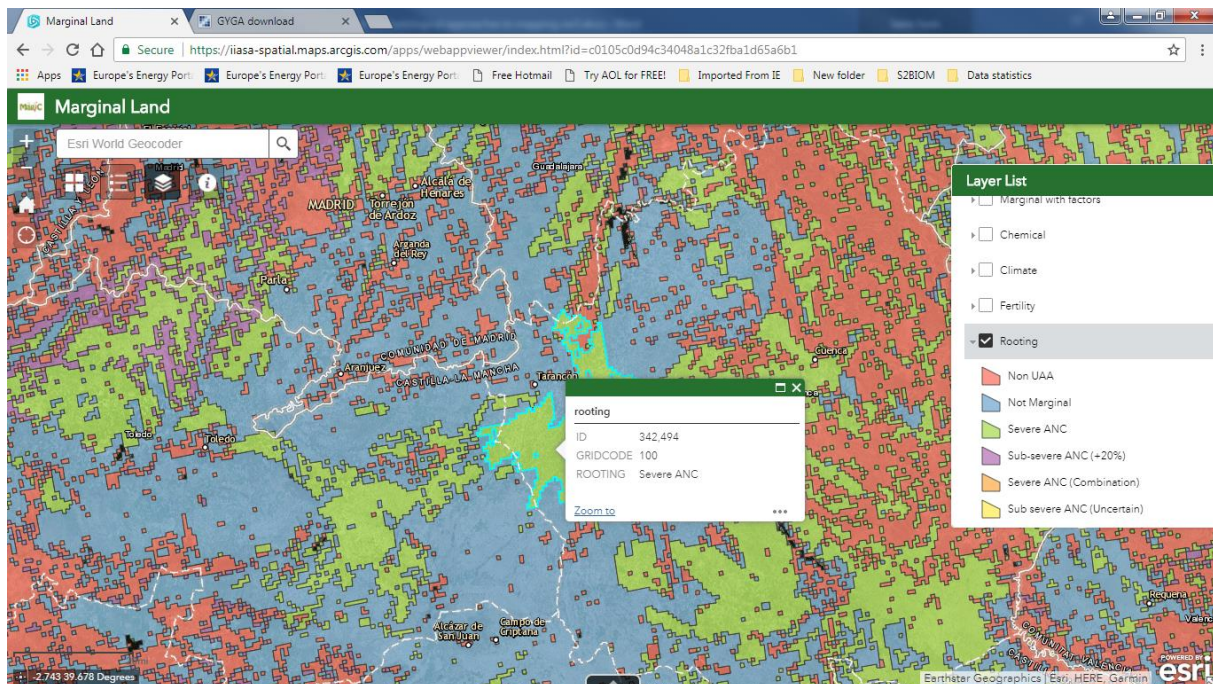 Marginal Land
GYGA download
Secure
https://iiasa-spatial.maps.arcgis.com/apps/webappviewer/index.html?id=c0105c0d94c34048a1c32fba1d65a6b1
Apps
Europe's Energy Port
Europe's Energy Port
Europe's Energy Port
Free Hotmail
Try AOL for FREE!
Imported From IE
New folder
S2BIOM
Data statistics
Marginal Land
Esri World Geocoder
Layer List
Marginal with factors
Chemical
Climate
Fertility
Rooting
Non UAA
Not Marginal
Severe ANC
Sub-severe ANC (+20%)
Severe ANC (Combination)
Sub severe ANC (Uncertain)
Guadalajara
Madrid
Alcalá de
Henares
MADRID
Torrejón
de Ardoz
Arganda
del Rey
Parla
COMUNIDAD DE MADRID
CASTILLA-LA MANCHA
Aranjuez
Tarancón
Cuenca
Toledo
Toledo
rooting
ID 342,494
GRIDCODE 100
ROOTING Severe ANC
Zoom to
Alcázar de
San Juan
Campo de
Criptana
Requena
COMUNITAT VALENCIA
-2.743 39.678 Degrees
Earthstar Geographics | Esri, HERE, Garmin
POWERED BY
esri